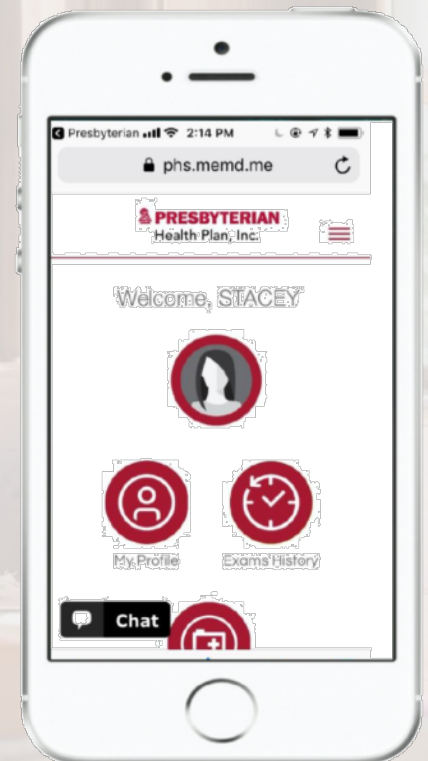 Presbyterian 2:14 PM
phs.memd.me
PRESBYTERIAN
Health Plan, Inc.
Welcome, STACEY
My Profile
Exams History
Chat